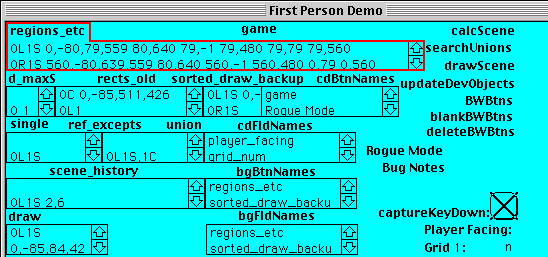 First Person Demo
regions_etc
game
calcScene
0L1S 0,-80,79,559 80,640 79,-1 79,480 79,79 79,560
0R1S 560,-80,639,559 80,640 560,-1 560,480 0,79 0,560
searchUnions
drawScene
d_maxS
rects_old
sorted_draw_backup
cdBtnNames
updateDevObjects
0 1
0C 0,-85,511,426
0L1
0L1S 0,-
0R1S
game
Rogue Mode
BWBtns
blankBWBtns
deleteBWBtns
single
ref_excepts
union
cdFldNames
0L1S
0L1S,1C
player_facing
grid_num
Rogue Mode
Bug Notes
scene_history
bgBtnNames
0L1S 2,6
regions_etc
sorted_draw_backu
captureKeyDown:
draw
bgFldNames
Player Facing:
0L1S
0,-85,84,42
regions_etc
sorted_draw_backu
Grid 1:
n